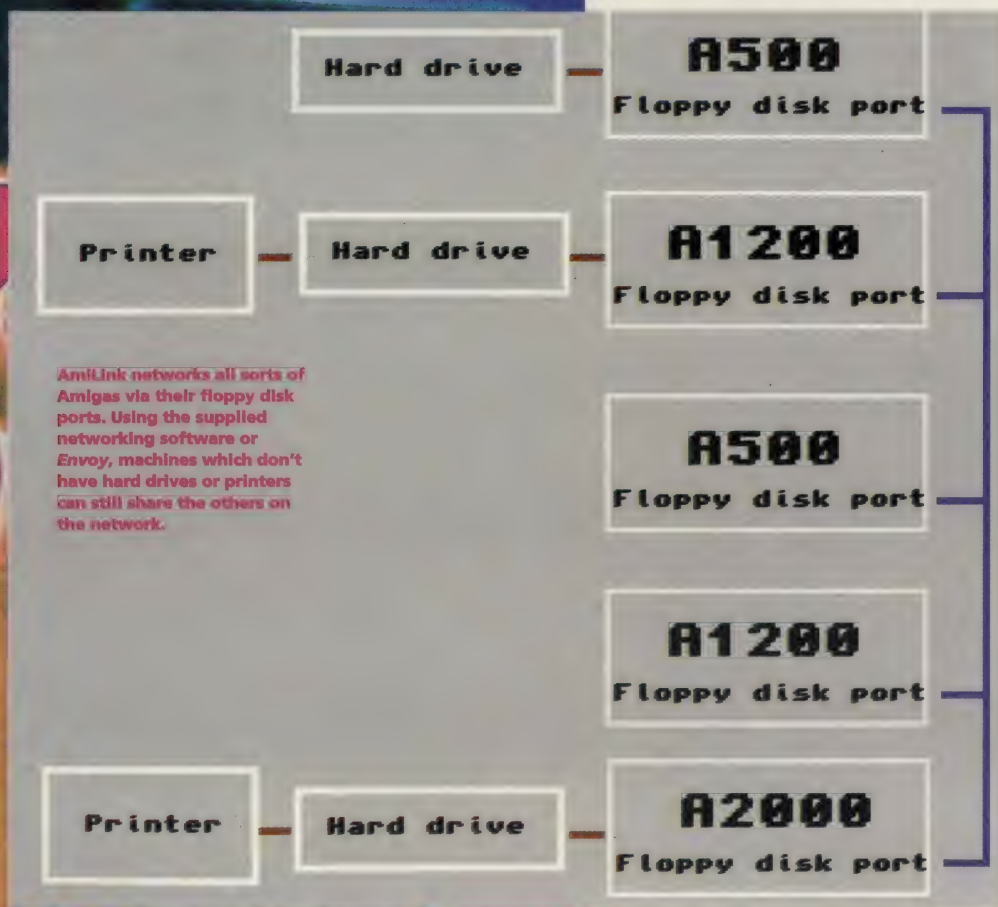 Hard drive
A500
Floppy disk port
Printer
Hard drive
A1200
Floppy disk port
AmiLink networks all sorts of
Amigas via their floppy disk
ports. Using the supplied
networking software or
Envoy, machines which don't
have hard drives or printers
can still share the others on
the network.
A500
Floppy disk port
A1200
Floppy disk port
Printer
Hard drive
A2000
Floppy disk port